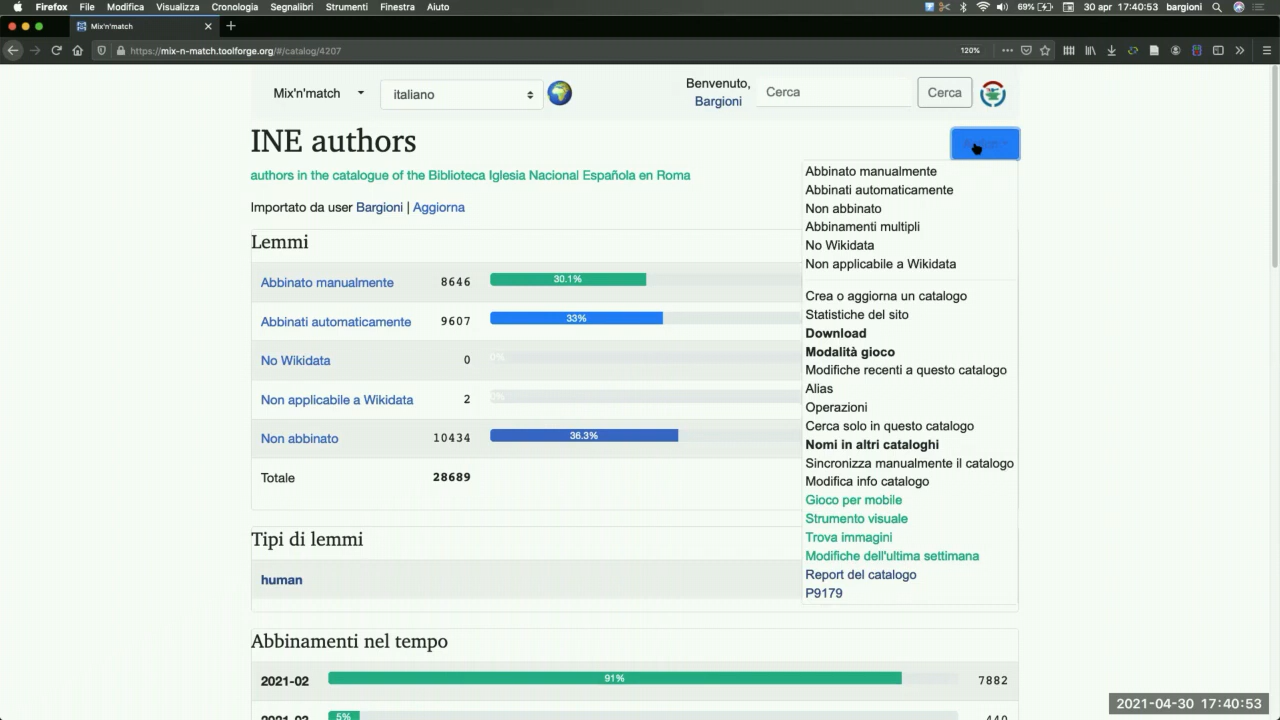 Firefox File Modifica Visualizza Cronologia Segnalibri Strumenti Finestra Aiuto 69% 30 apr 17:40:53 bargioni
Mix'n'match
https://mix-n-match.toolforge.org/#/catalog/4207 120%
Mix'n'match italiano Benvenuto, Bargioni Cerca Cerca
INE authors
authors in the catalogue of the Biblioteca Iglesia Nacional Española en Roma
Importato da user Bargioni | Aggiorna
Lemmi
Abbinato manualmente 8646 30.1%
Abbinati automaticamente 9607 33%
No Wikidata 0 0%
Non applicabile a Wikidata 2 0%
Non abbinato 10434 36.3%
Totale 28689
Tipi di lemmi
human
Abbinamenti nel tempo
2021-02 91% 7882
5% 440
Abbinato manualmente
Abbinati automaticamente
Non abbinato
Abbinamenti multipli
No Wikidata
Non applicabile a Wikidata
Crea o aggiorna un catalogo
Statistiche del sito
Download
Modalità gioco
Modifiche recenti a questo catalogo
Alias
Operazioni
Cerca solo in questo catalogo
Nomi in altri cataloghi
Sincronizza manualmente il catalogo
Modifica info catalogo
Gioco per mobile
Strumento visuale
Trova immagini
Modifiche dell'ultima settimana
Report del catalogo
P9179
2021-04-30 17:40:53